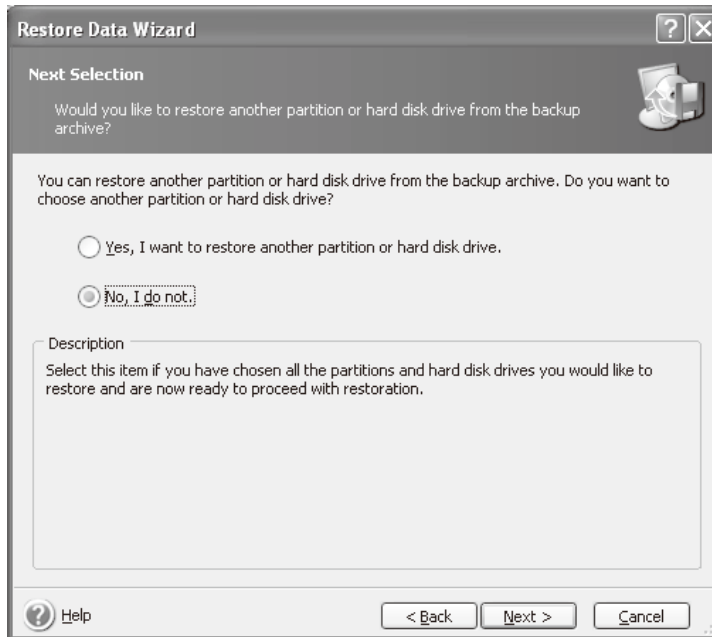 Restore Data Wizard
Next Selection
Would you like to restore another partition or hard disk drive from the backup
archive?
You can restore another partition or hard disk drive from the backup archive. Do you want to
choose another partition or hard disk drive?
Yes, I want to restore another partition or hard disk drive.
No, I do not.
Description
Select this item if you have chosen all the partitions and hard disk drives you would like to
restore and are now ready to proceed with restoration.
Help
< Back
Next >
Cancel